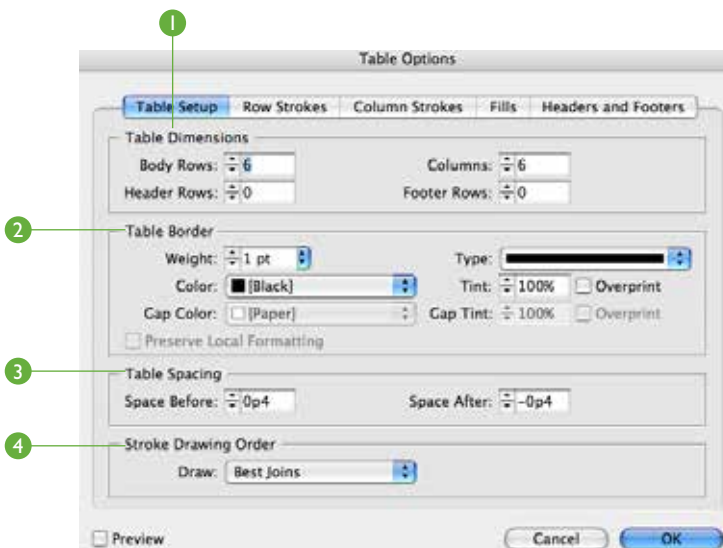 1
Table Options
Table Setup Row Strokes Column Strokes Fills Headers and Footers
Table Dimensions
Body Rows: 6 Columns: 6
Header Rows: 0 Footer Rows: 0
2 Table Border
Weight: 1 pt Type:
Color: [Black] Tint: 100% Overprint
Gap Color: [Paper] Gap Tint: 100% Overprint
Preserve Local Formatting
3 Table Spacing
Space Before: 0p4 Space After: -0p4
4 Stroke Drawing Order
Draw: Best Joins
Preview Cancel OK